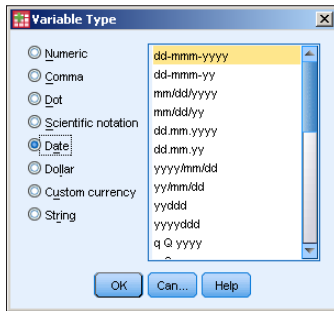 Variable Type
Numeric
Comma
Dot
Scientific notation
Date
Dollar
Custom currency
String
dd-mmm-yyyy
dd-mmm-yy
mm/dd/yyyy
mm/dd/yy
dd.mm.yyyy
dd.mm.yy
yyyy/mm/dd
yy/mm/dd
yyddd
yyyyddd
q Q yyyy
OK
Can...
Help